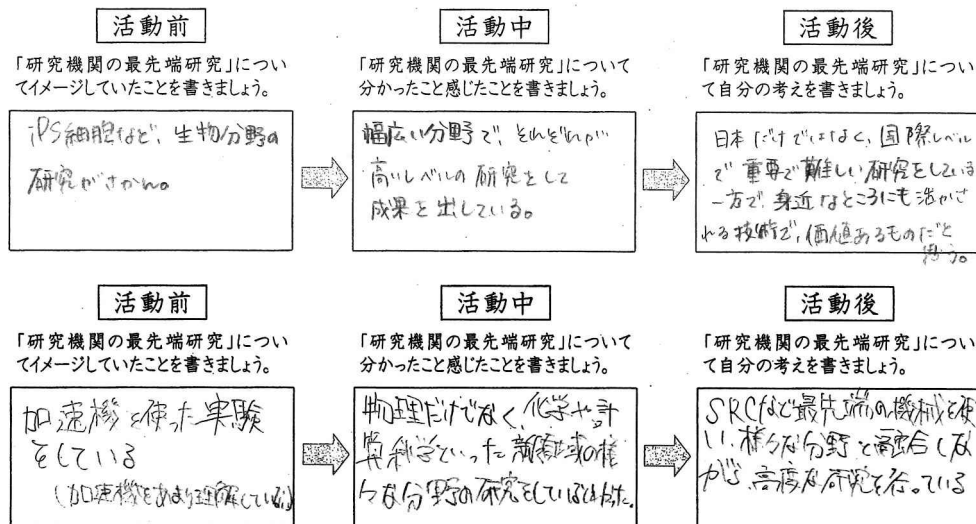 活動前
「研究機関の最先端研究」につい
てイメージしていたことを書きましょう。
iPS細胞など、生物分野の
研究がさかん。
活動中
「研究機関の最先端研究」について
分かったこと感じたことを書きましょう。
幅広い分野で、それぞれが
高いレベルの研究をして
成果を出している。
活動後
「研究機関の最先端研究」につい
て自分の考えを書きましょう。
日本だけではなく、国際レベル
で重要で難しい研究をしている
一方で、身近なところにも活かさ
れる技術で、価値あるものだと
思う。
活動前
「研究機関の最先端研究」につい
てイメージしていたことを書きましょう。
加速機を使った実験
をしている
(加速機をあまり理解していない)
活動中
「研究機関の最先端研究」について
分かったこと感じたことを書きましょう。
物理だけでなく、化学や計
算科学といった
々な分野の研究をしているとわかった。
活動後
「研究機関の最先端研究」につい
て自分の考えを書きましょう。
SRCなど最先端の機械を使
い、様々な分野と融合しな
がら、高度な研究を行っている